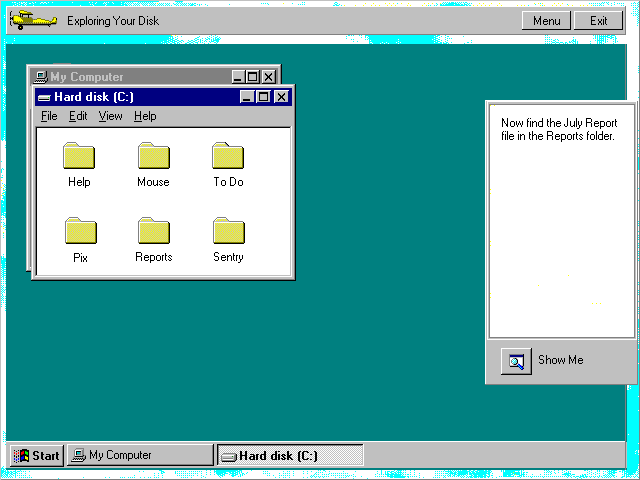 Exploring Your Disk
Menu
Exit
My Computer
Hard disk (C:)
File Edit View Help
Help
Mouse
To Do
Pix
Reports
Sentry
Now find the July Report
file in the Reports folder.
Show Me
Start
My Computer
Hard disk (C:)